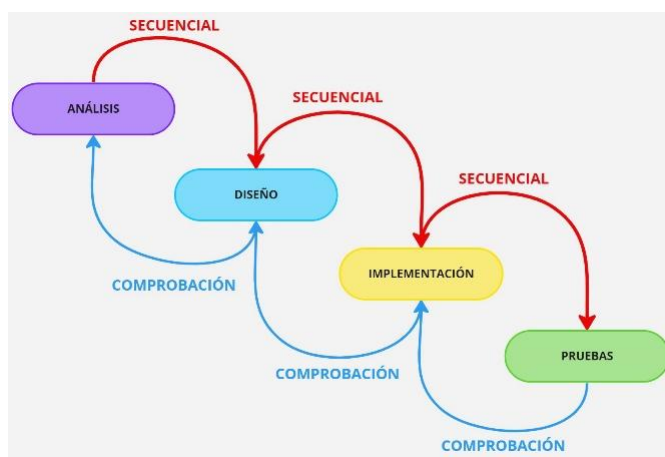 SECUENCIAL
ANÁLISIS
SECUENCIAL
SECUENCIAL
DISEÑO
COMPROBACIÓN
IMPLEMENTACIÓN
PRUEBAS
COMPROBACIÓN
COMPROBACIÓN